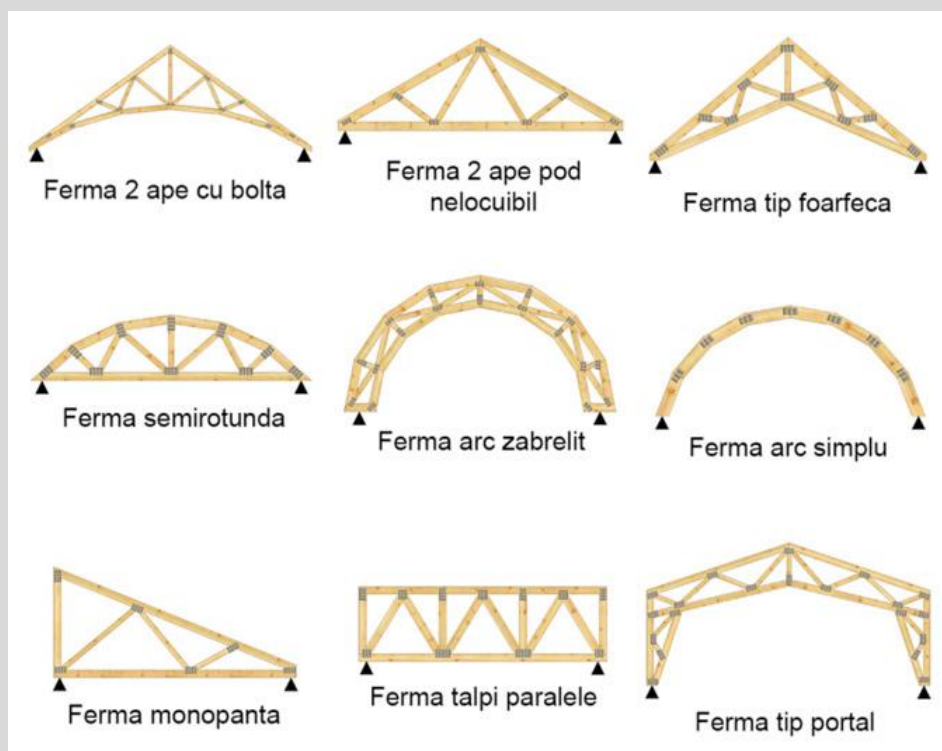 Ferma 2 ape cu bolta
Ferma 2 ape pod
nelocuibil
Ferma tip foarfeca
Ferma semirotunda
Ferma arc zabrelit
Ferma arc simplu
Ferma monopanta
Ferma talpi paralele
Ferma tip portal